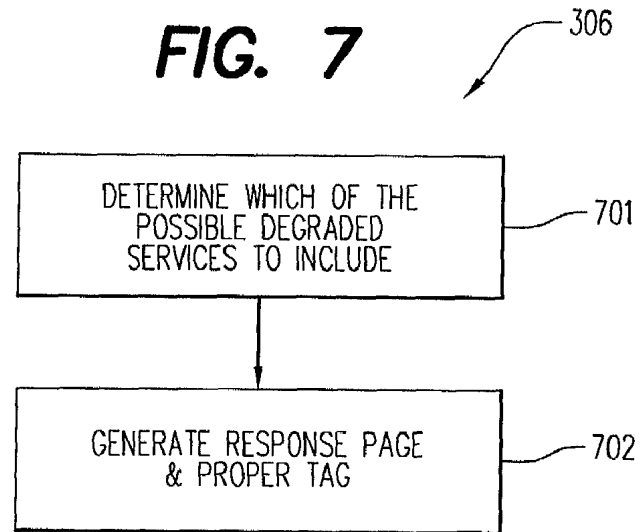 FIG. 7
306
DETERMINE WHICH OF THE
POSSIBLE DEGRADED
SERVICES TO INCLUDE
701
GENERATE RESPONSE PAGE
& PROPER TAG
702